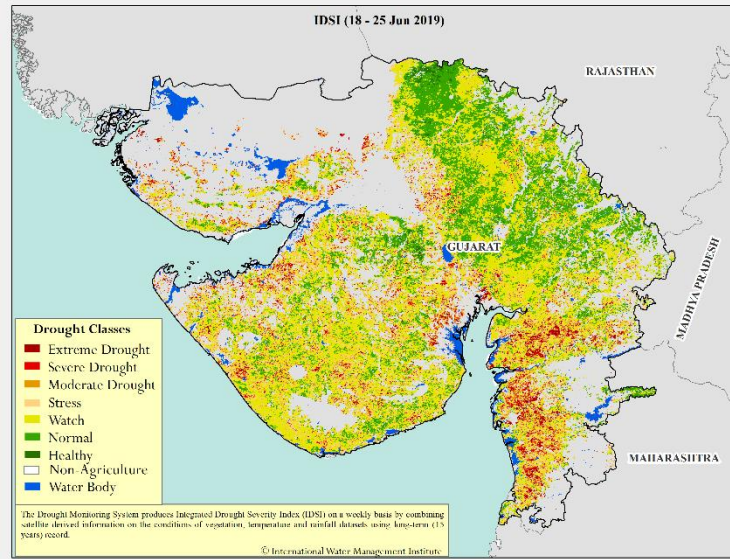 IDSI (18 - 25 Jun 2019)
RAJASTHAN
GUJARAT
MADHYA PRADESH
MAHARASHTRA
Drought Classes
Extreme Drought
Severe Drought
Moderate Drought
Stress
Watch
Normal
Healthy
Non-Agriculture
Water Body
The Drought Monitoring System produces Integrated Drought Severity Index (IDSI) on a weekly basis by combining
satellite derived information on the conditions of vegetation, temperature and rainfall datasets using long-term (15
years) record.
© International Water Management Institute